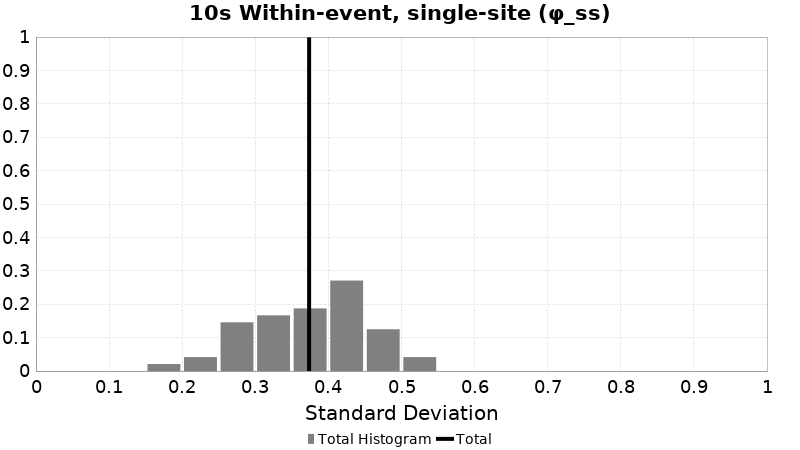 10s Within-event, single-site (φ_ss)
1
0.9
0.8
0.7
0.6
0.5
0.4
0.3
0.2
0.1
0
0 0.1 0.2 0.3 0.4 0.5 0.6 0.7 0.8 0.9 1
Standard Deviation
Total Histogram Total